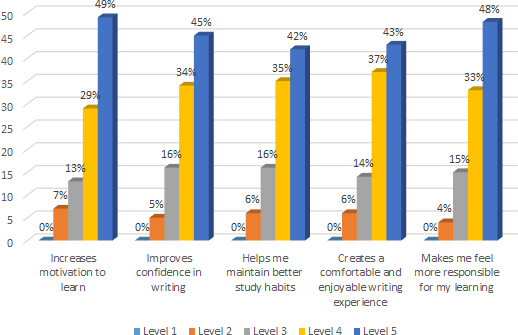 50
45
40
35
30
25
20
15
10
5
0
0% 7% 13% 29% 49%
0% 5% 16% 34% 45%
0% 6% 16% 35% 42%
0% 6% 14% 37% 43%
0% 4% 15% 33% 48%
Increases
motivation to
learn
Improves
confidence in
writing
Helps me
maintain better
study habits
Creates a
comfortable and
enjoyable writing
experience
Makes me feel
more responsible
for my learning
Level 1 Level 2 Level 3 Level 4 Level 5